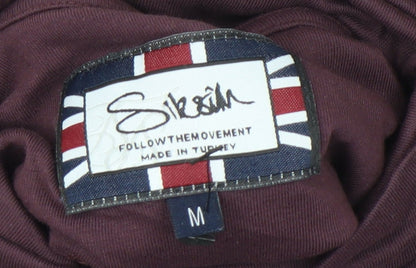 Siksilk
FOLLOWTHEMOVEMENT
MADE IN TURKEY
M